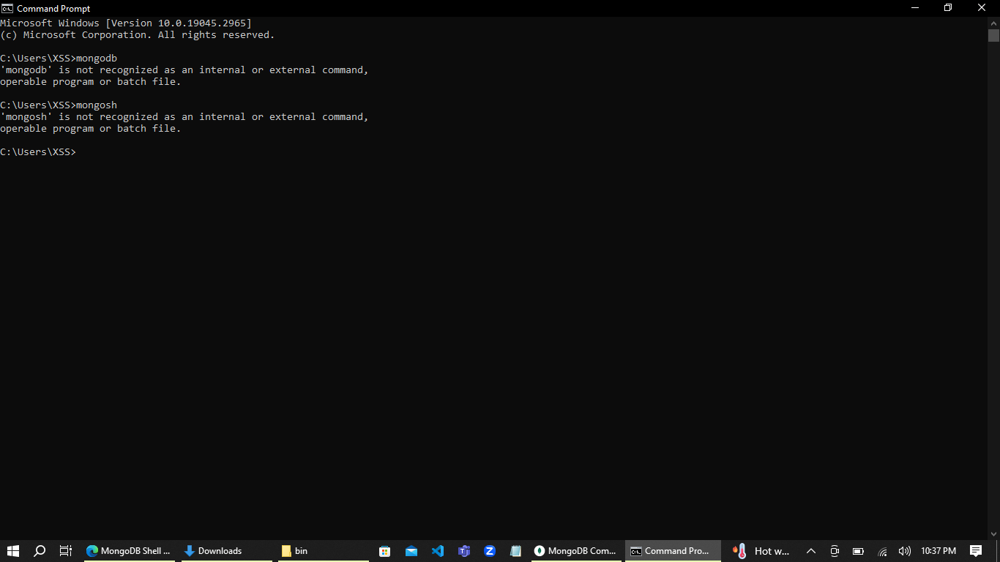 Command Prompt
Microsoft Windows [Version 10.0.19045.2965]
(c) Microsoft Corporation. All rights reserved.
C:\Users\XSS>mongodb
'mongodb' is not recognized as an internal or external command,
operable program or batch file.
C:\Users\XSS>mongosh
'mongosh' is not recognized as an internal or external command,
operable program or batch file.
C:\Users\XSS>
MongoDB Shell ... Downloads bin MongoDB Com... Command Pro... Hot w... 10:37 PM